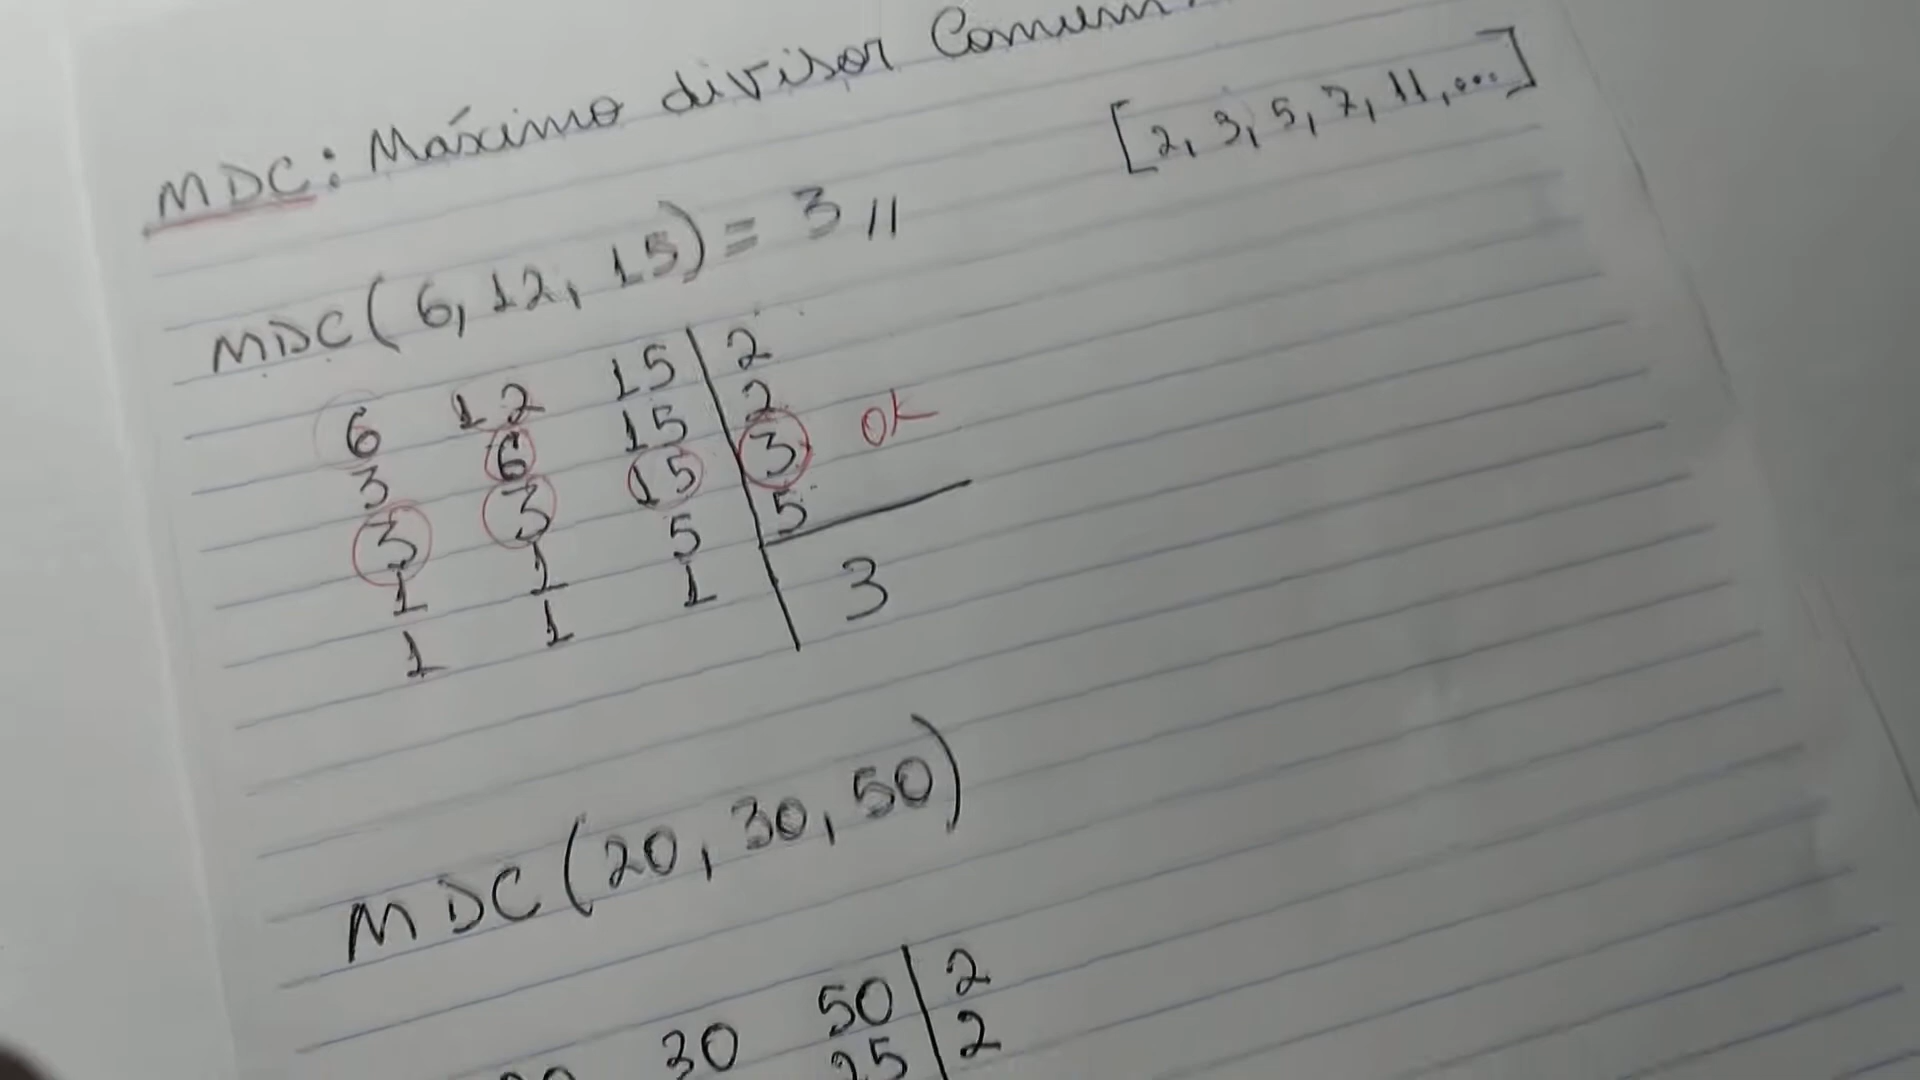 MDC: Máximo divisor Comum
[2, 3, 5, 7, 11, ...]
MDC(6, 12, 15) = 3 //
6 12 15 | 2
3 6 15 | 2
3 3 15 | 3 ok
1 1 5 | 5
1 1 1 | 3
MDC(20, 30, 50)
30 50 | 2
25 | 2